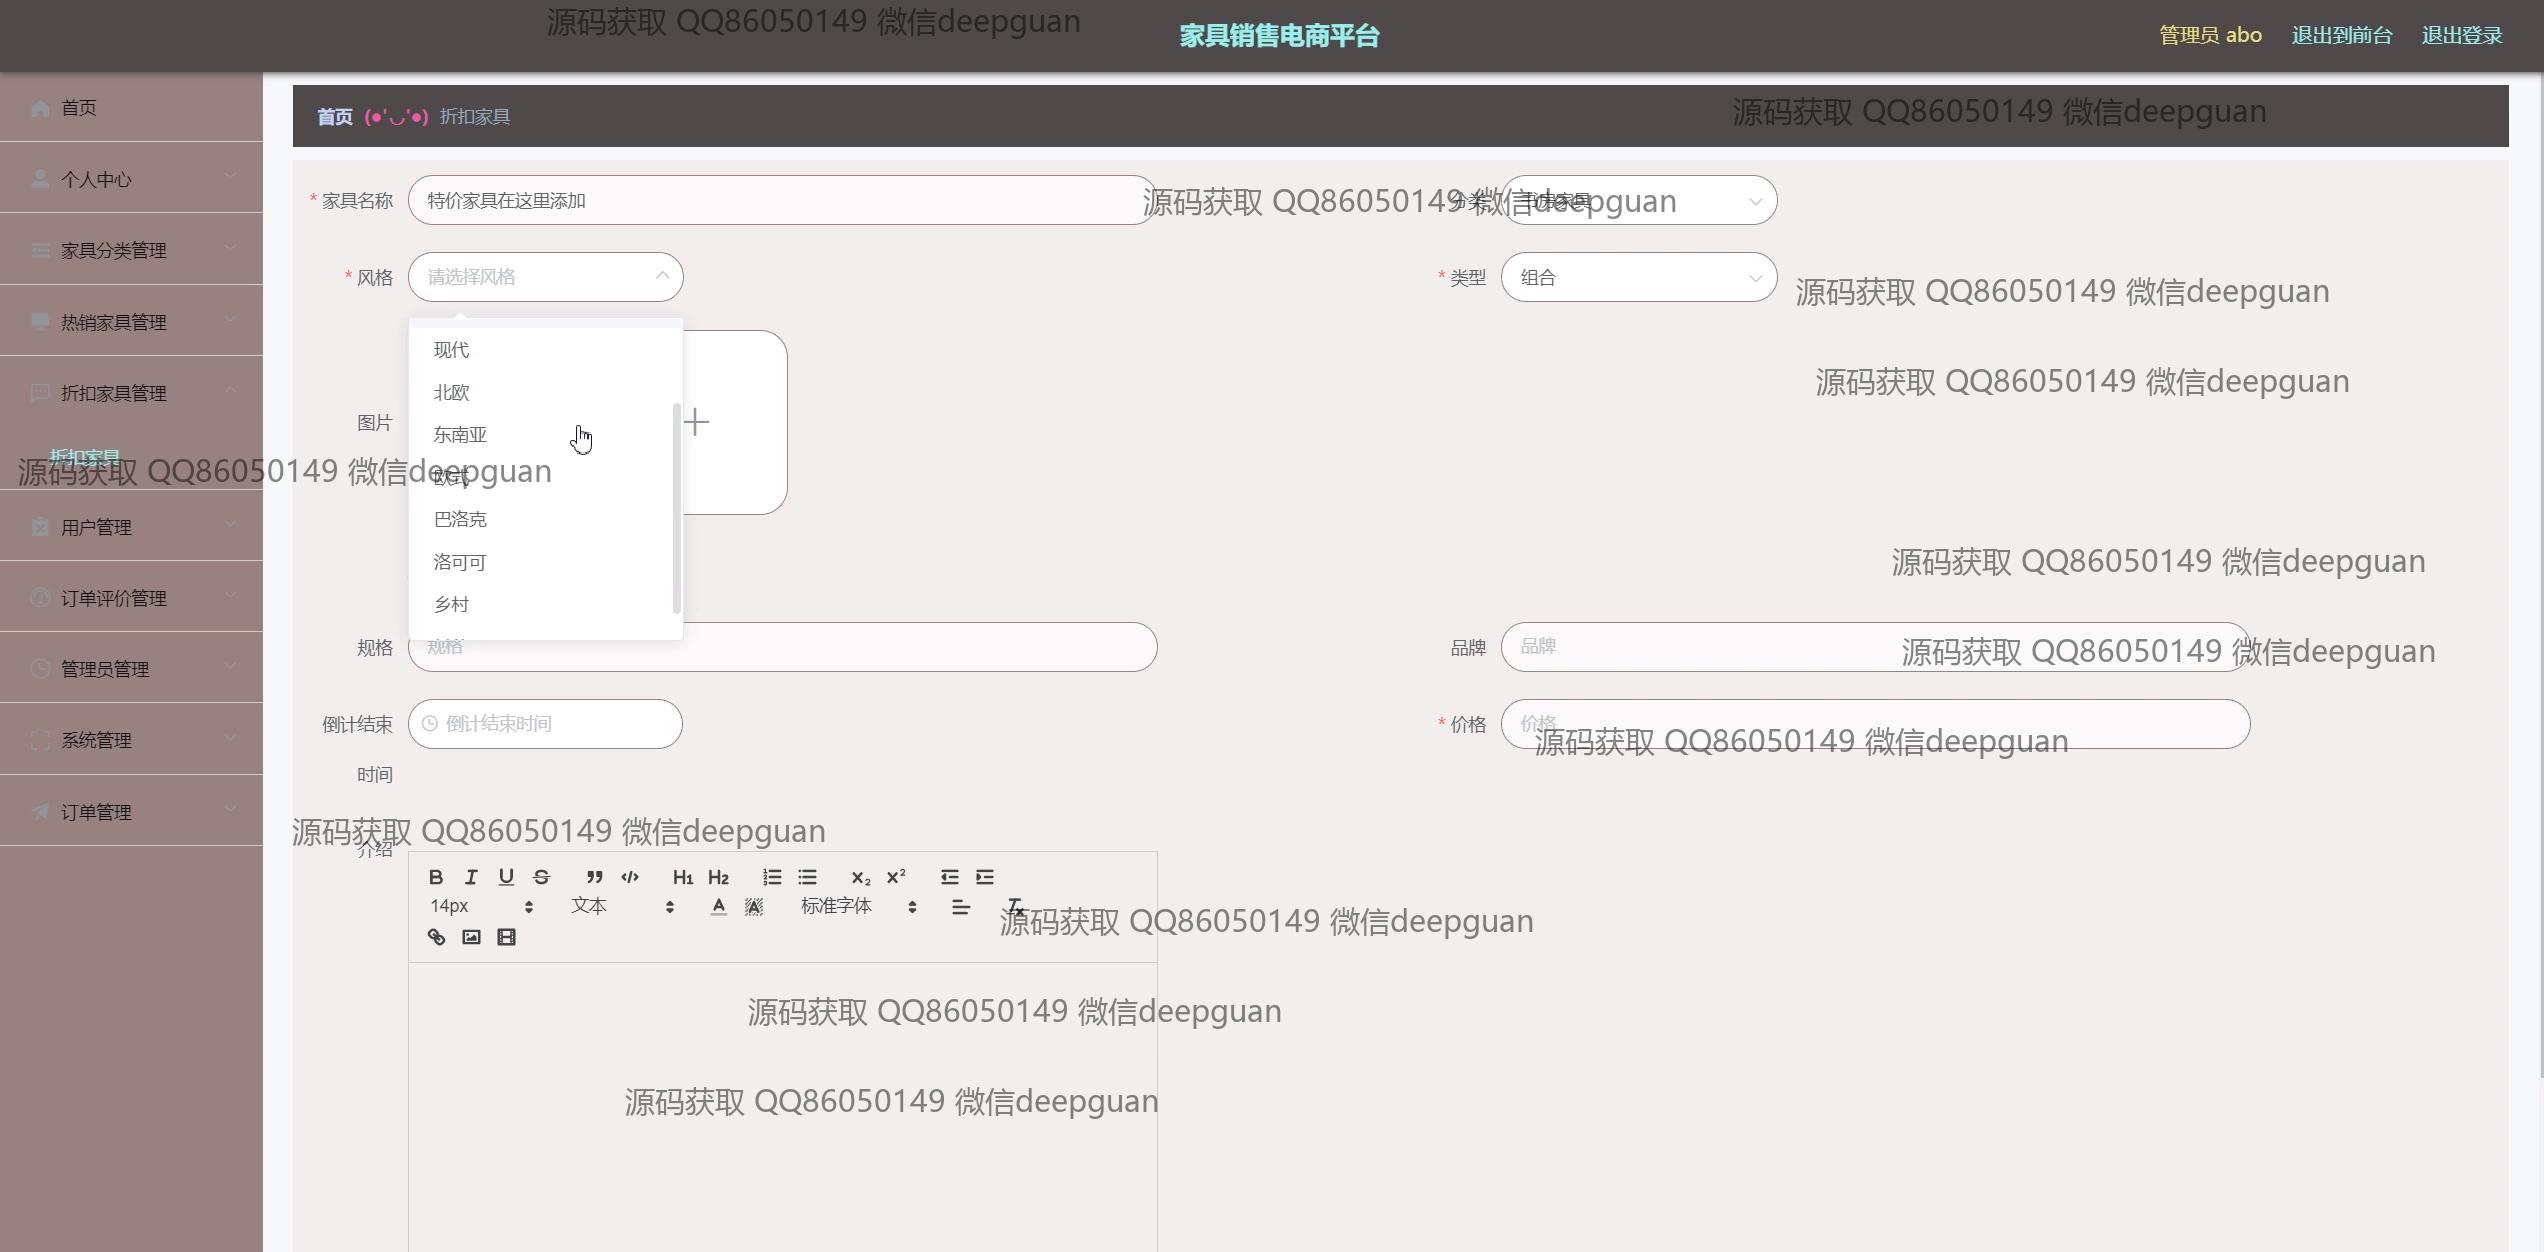 源码获取 QQ86050149 微信deepguan
家具销售电商平台
管理员 abo
退出到前台
退出登录
首页
个人中心
家具分类管理
热销家具管理
折扣家具管理
折扣家具
源码获取 QQ86050149 微信deepguan
用户管理
订单评价管理
管理员管理
系统管理
订单管理
首页 (●'◡'●) 折扣家具
源码获取 QQ86050149 微信deepguan
* 家具名称 特价家具在这里添加
源码获取 QQ86050149 微信deepguan
分类 书房家具
* 风格 请选择风格
* 类型 组合
源码获取 QQ86050149 微信deepguan
现代
北欧
东南亚
欧式
巴洛克
洛可可
乡村
图片
源码获取 QQ86050149 微信deepguan
源码获取 QQ86050149 微信deepguan
规格 规格
品牌 品牌
源码获取 QQ86050149 微信deepguan
倒计结束时间 倒计结束时间
* 价格 价格
源码获取 QQ86050149 微信deepguan
源码获取 QQ86050149 微信deepguan
介绍
14px 文本 标准字体
源码获取 QQ86050149 微信deepguan
源码获取 QQ86050149 微信deepguan
源码获取 QQ86050149 微信deepguan